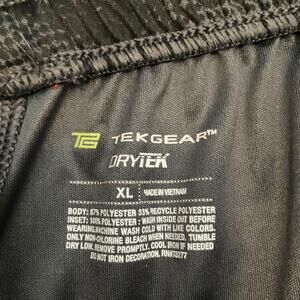 TG TEKGEAR™
DRYTEK
XL MADE IN VIETNAM
BODY: 67% POLYESTER 33% RECYCLE POLYESTER
INSET: 100% POLYESTER : WASH INSIDE OUT BEFORE
WEARING, MACHINE WASH COLD WITH LIKE COLORS.
ONLY NON-CHLORINE BLEACH WHEN NEEDED, TUMBLE
DRY LOW. REMOVE PROMPTLY. COOL IRON IF NEEDED
DO NOT IRON DECORATION. RN#73277